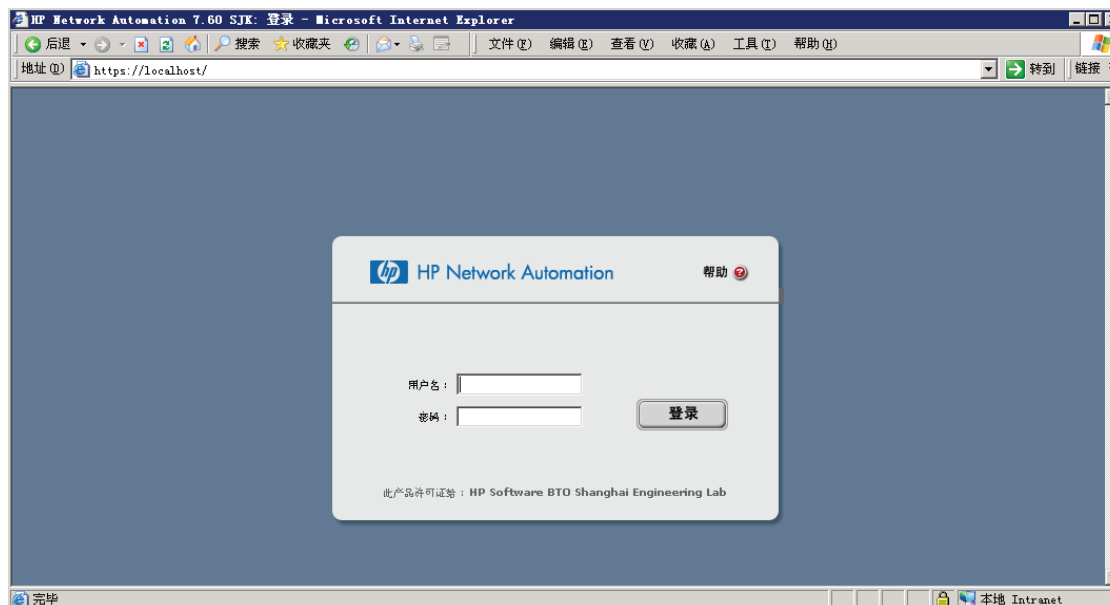 HP Network Automation 7.60 SJK: 登录 - Microsoft Internet Explorer
后退 搜索 收藏夹 文件(F) 编辑(E) 查看(V) 收藏(A) 工具(T) 帮助(H)
地址(D) https://localhost/ 转到 链接
hp HP Network Automation 帮助
用户名：
密码：
登录
此产品许可证给：HP Software BTO Shanghai Engineering Lab
完毕 本地 Intranet